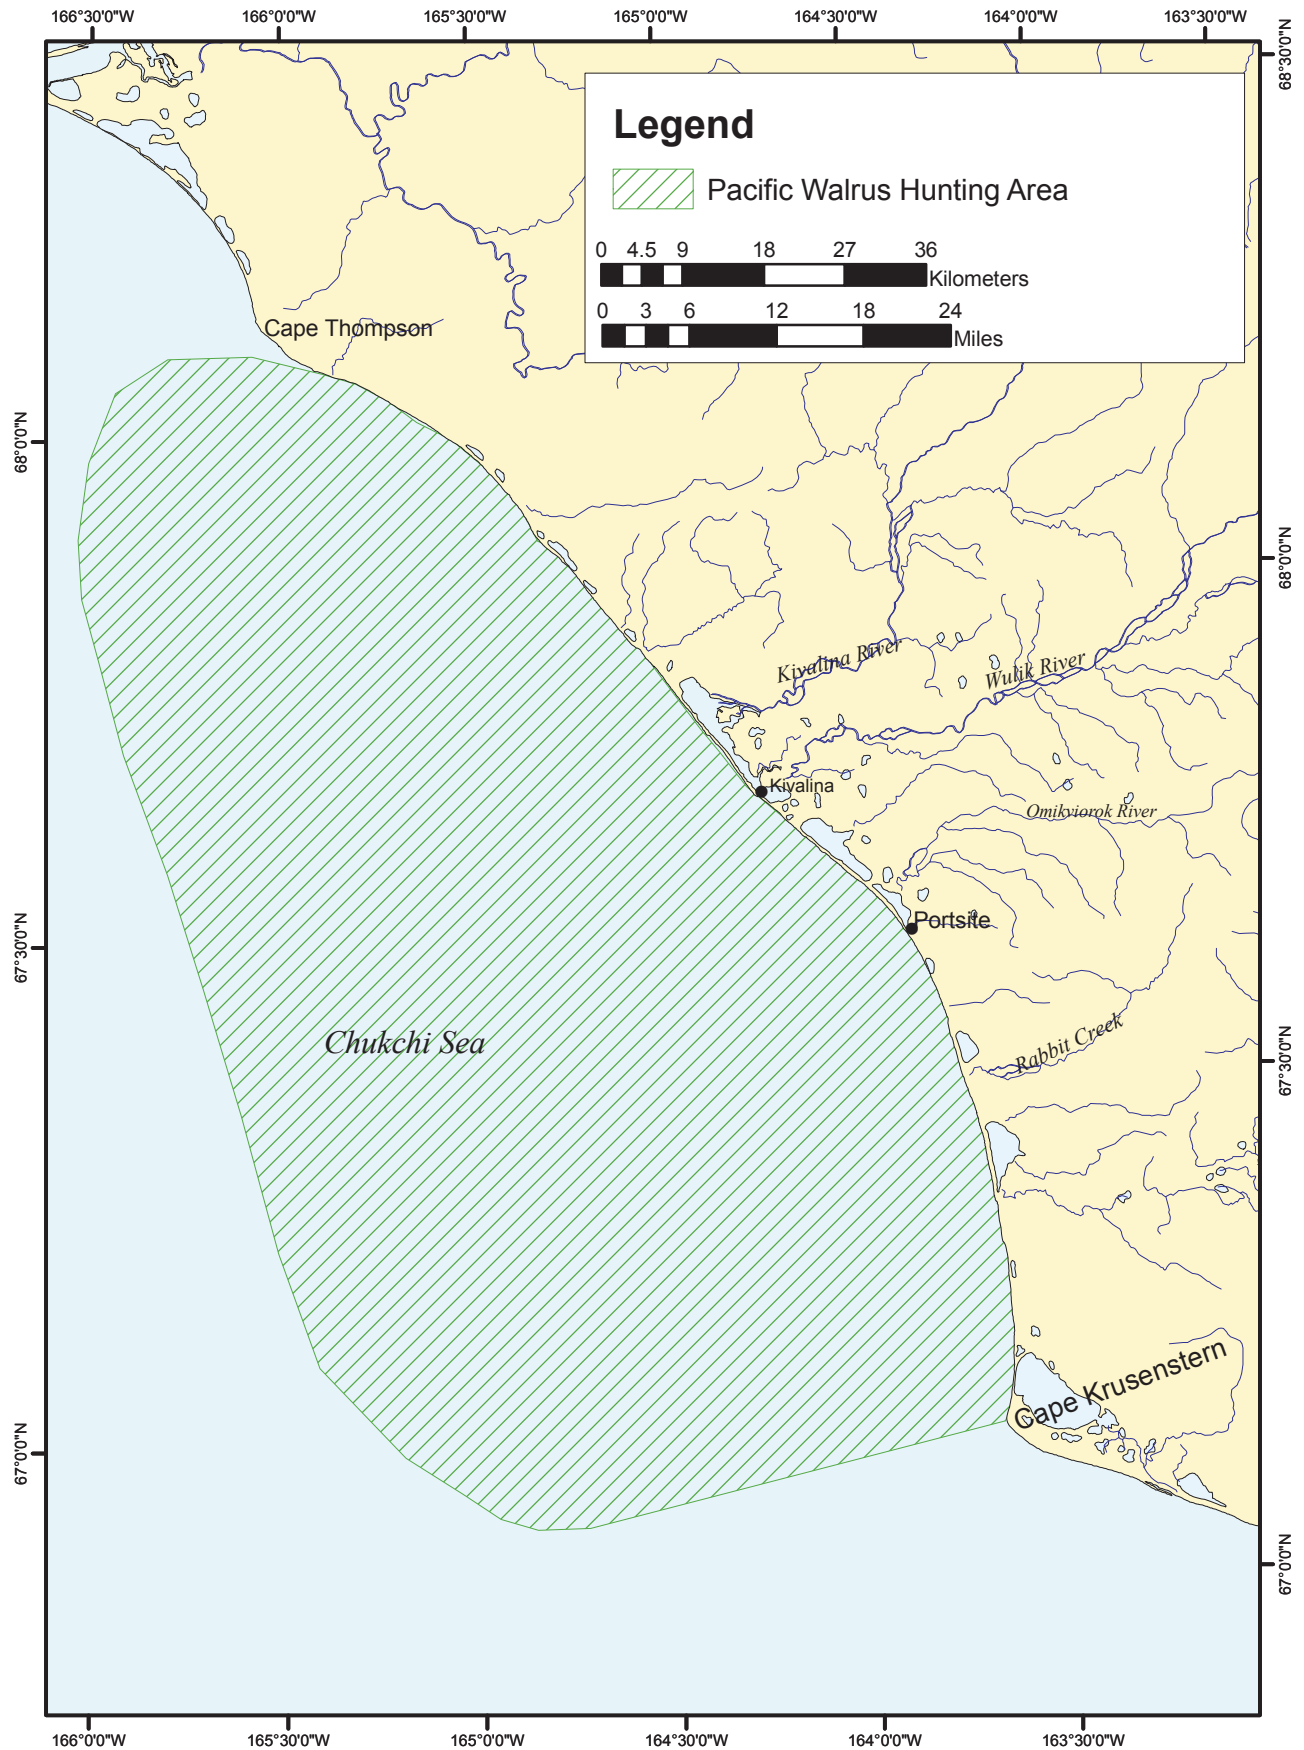 166°30'0"W 166°0'0"W 165°30'0"W 165°0'0"W 164°30'0"W 164°0'0"W 163°30'0"W
68°30'0"N
Legend
Pacific Walrus Hunting Area
0 4.5 9 18 27 36
Kilometers
0 3 6 12 18 24
Miles
Cape Thompson
68°0'0"N
68°0'0"N
Kivalina River
Wulik River
Kivalina
Omikviorok River
Portsite
67°30'0"N
Chukchi Sea
Rabbit Creek
67°30'0"N
Cape Krusenstern
67°0'0"N
67°0'0"N
166°0'0"W 165°30'0"W 165°0'0"W 164°30'0"W 164°0'0"W 163°30'0"W